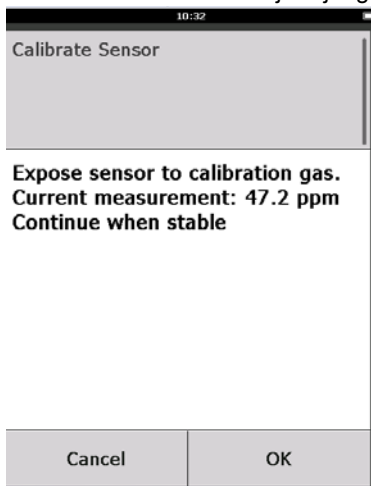 10:32
Calibrate Sensor
Expose sensor to calibration gas.
Current measurement: 47.2 ppm
Continue when stable
Cancel
OK